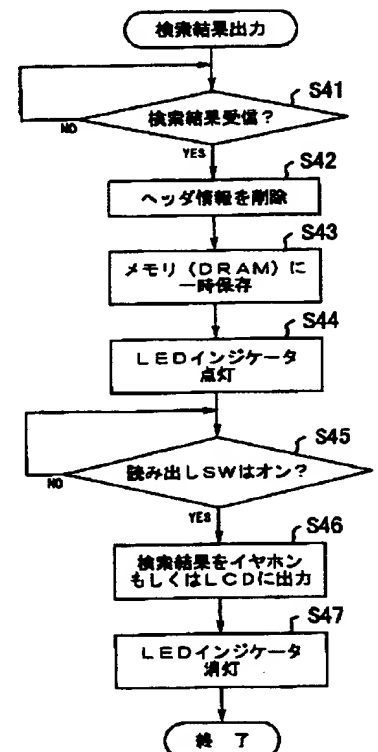 検索結果出力
S41
検索結果受信?
NO
YES
S42
ヘッダ情報を削除
S43
メモリ(DRAM)に
一時保存
S44
LEDインジケータ
点灯
S45
読み出しSWはオン?
NO
YES
S46
検索結果をイヤホン
もしくはLCDに出力
S47
LEDインジケータ
消灯
終 了